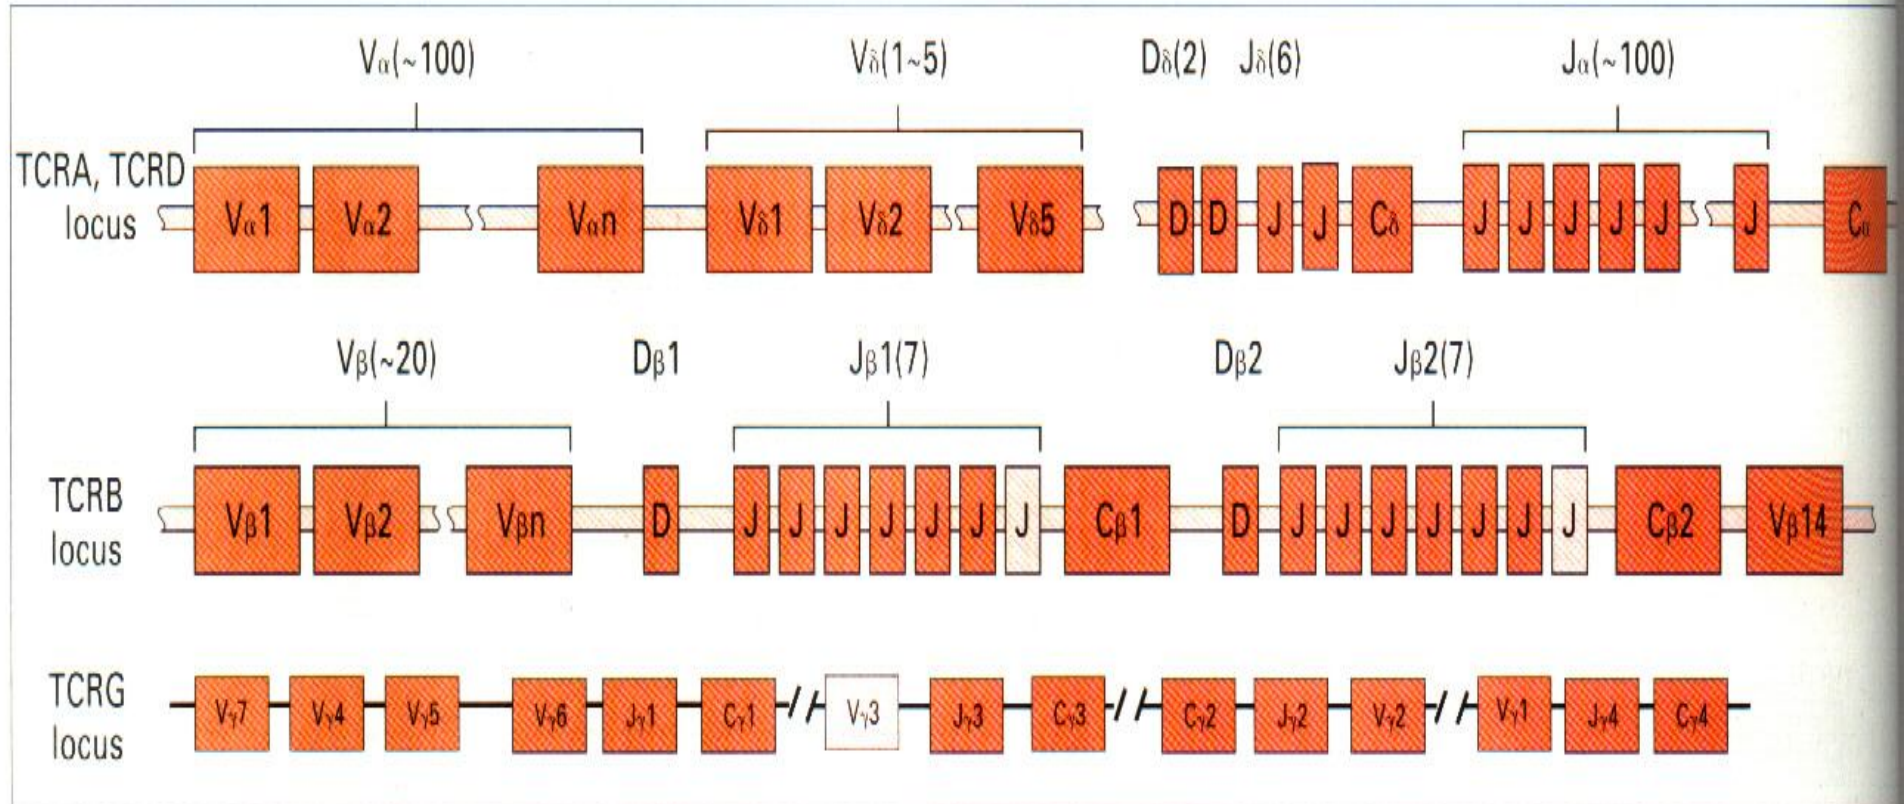 Vα(~100) Vδ(1~5) Dδ(2) Jδ(6) Jα(~100)
TCRA, TCRD
locus
Vα1 Vα2 Vαn Vδ1 Vδ2 Vδ5 D D J J Cδ J J J J J J Cα
Vβ(~20) Dβ1 Jβ1(7) Dβ2 Jβ2(7)
TCRB
locus
Vβ1 Vβ2 Vβn D J J J J J J J Cβ1 D J J J J J J J Cβ2 Vβ14
TCRG
locus
Vγ7 Vγ4 Vγ5 Vγ6 Jγ1 Cγ1 Vγ3 Jγ3 Cγ3 Cγ2 Jγ2 Vγ2 Vγ1 Jγ4 Cγ4